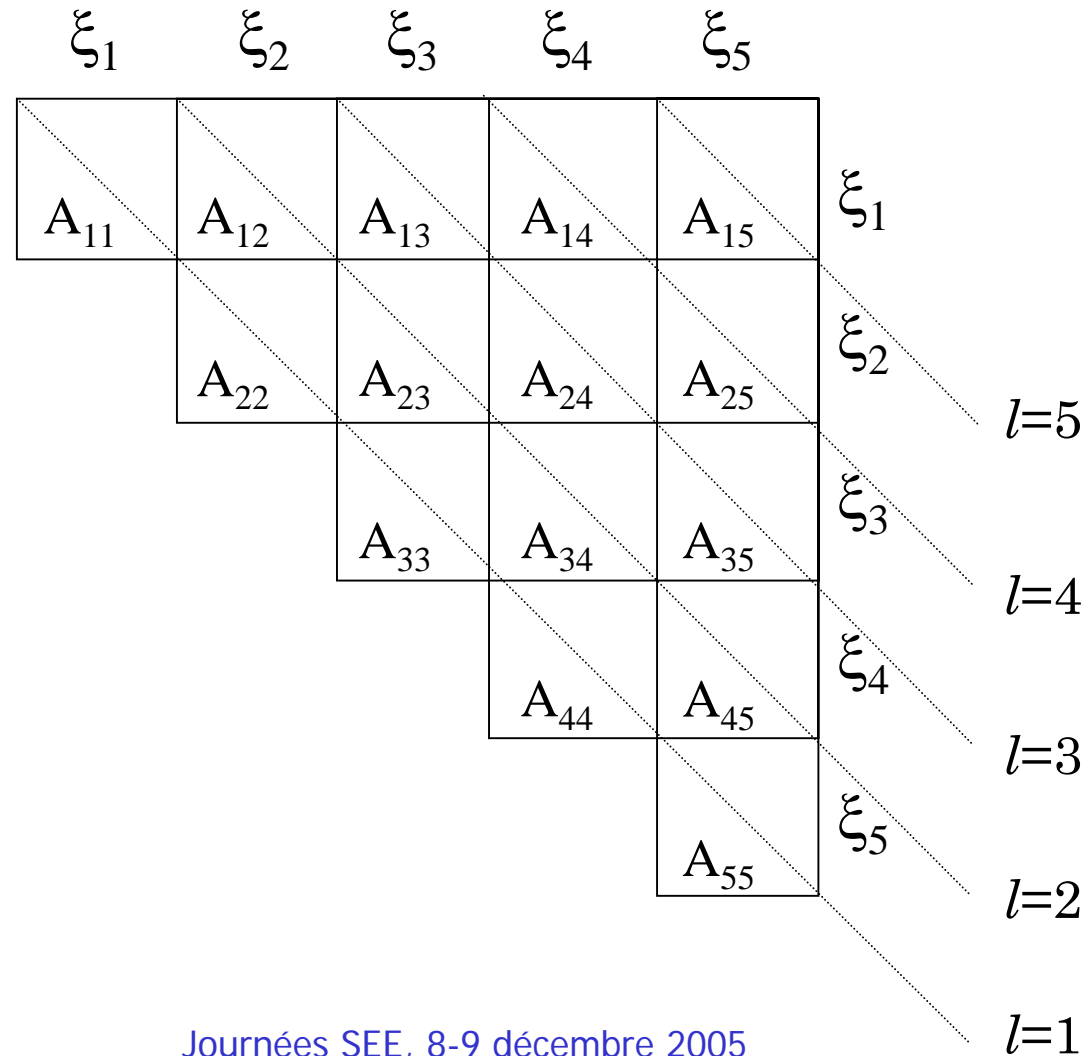 ξ1 ξ2 ξ3 ξ4 ξ5
A11 A12 A13 A14 A15 ξ1
A22 A23 A24 A25 ξ2
l=5
A33 A34 A35 ξ3
l=4
A44 A45 ξ4
l=3
A55 ξ5
l=2
l=1
Journées SEE, 8-9 décembre 2005